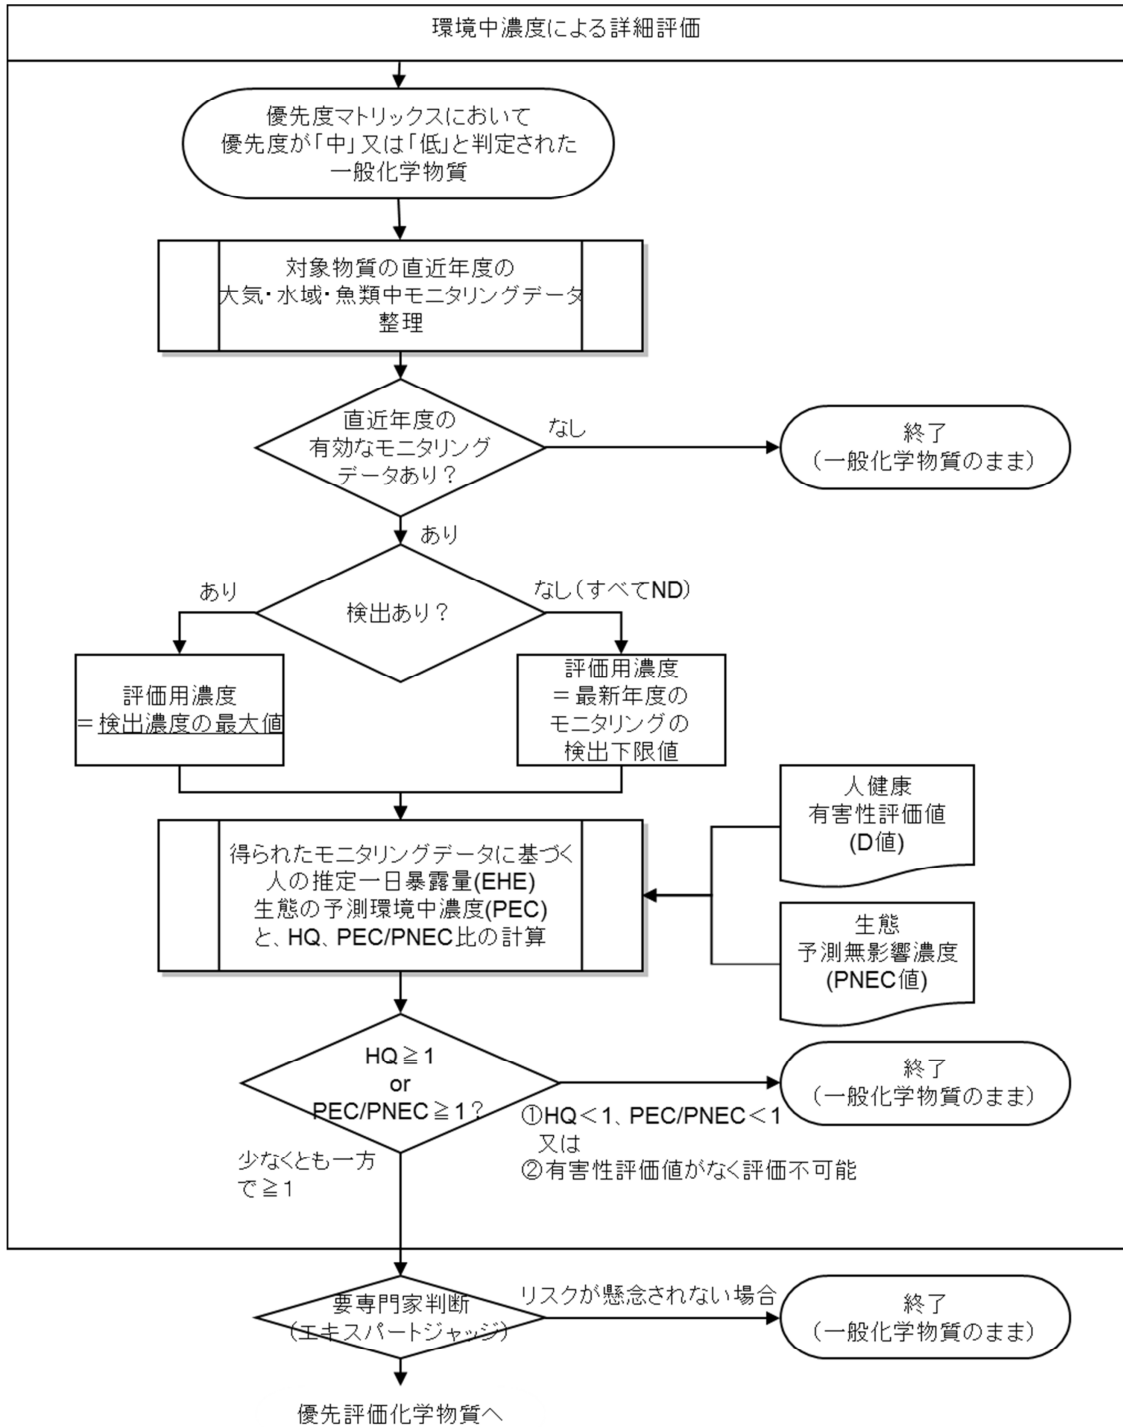 環境中濃度による詳細評価
優先度マトリックスにおいて
優先度が「中」又は「低」と判定された
一般化学物質
対象物質の直近年度の
大気・水域・魚類中モニタリングデータ
整理
直近年度の
有効なモニタリング
データあり？
なし
終了
（一般化学物質のまま）
あり
検出あり？
あり
なし（すべてND）
評価用濃度
＝検出濃度の最大値
評価用濃度
＝最新年度の
モニタリングの
検出下限値
人健康
有害性評価値
(D値)
得られたモニタリングデータに基づく
人の推定一日暴露量(EHE)
生態の予測環境中濃度(PEC)
と、HQ、PEC/PNEC比の計算
生態
予測無影響濃度
(PNEC値)
HQ≧1
or
PEC/PNEC≧1？
終了
（一般化学物質のまま）
①HQ＜1、PEC/PNEC＜1
又は
②有害性評価値がなく評価不可能
少なくとも一方
で≧1
要専門家判断
（エキスパートジャッジ）
リスクが懸念されない場合
終了
（一般化学物質のまま）
優先評価化学物質へ